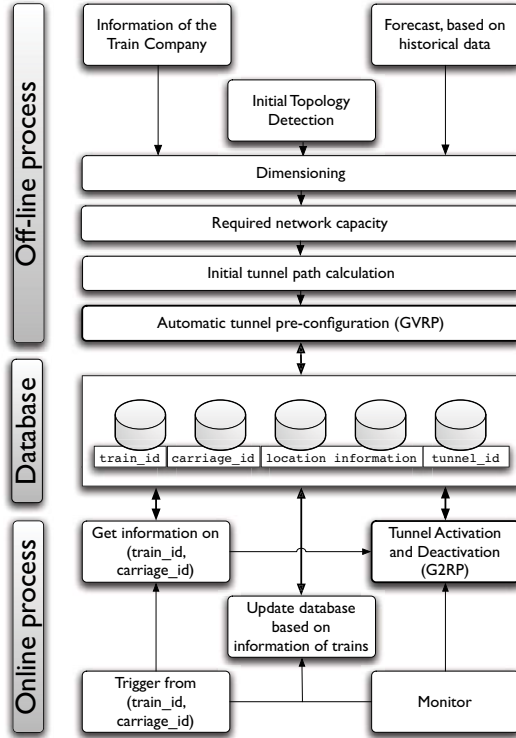 Off-line process
Information of the
Train Company
Forecast, based on
historical data
Initial Topology
Detection
Dimensioning
Required network capacity
Initial tunnel path calculation
Automatic tunnel pre-configuration (GVRP)
Database
train_id
carriage_id
location information
tunnel_id
Online process
Get information on
(train_id,
carriage_id)
Tunnel Activation
and Deactivation
(G2RP)
Update database
based on
information of trains
Trigger from
(train_id,
carriage_id)
Monitor